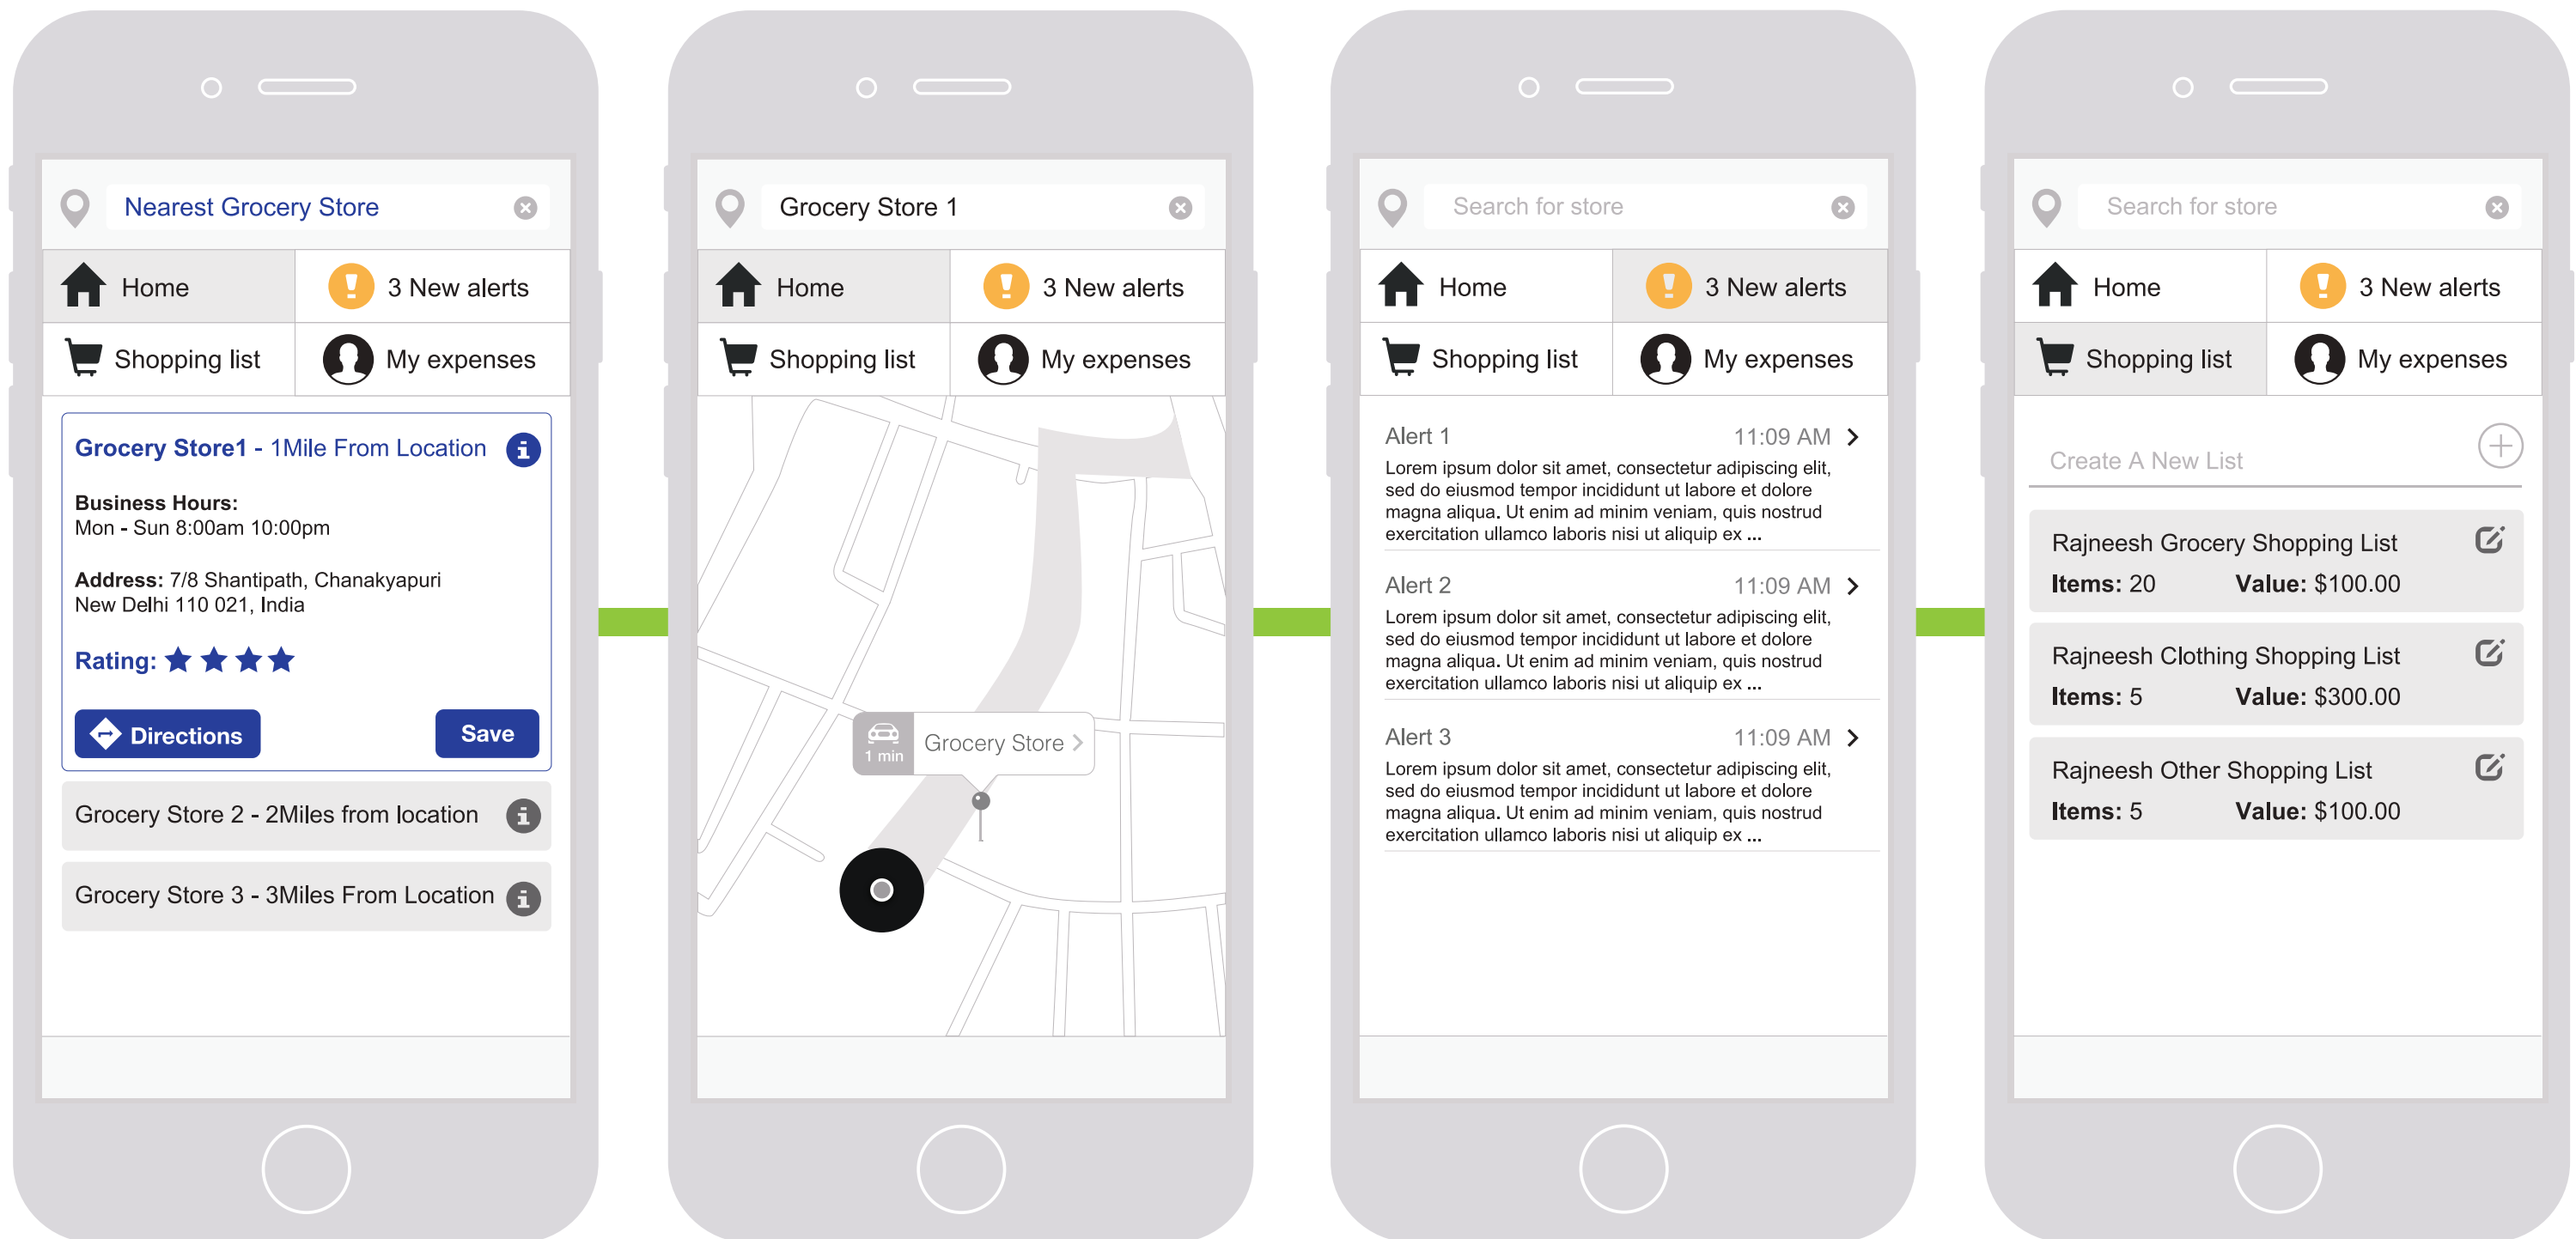 Nearest Grocery Store
Home
3 New alerts
Shopping list
My expenses
Grocery Store1 - 1Mile From Location
Business Hours:
Mon - Sun 8:00am 10:00pm
Address: 7/8 Shantipath, Chanakyapuri
New Delhi 110 021, India
Rating:
Directions
Save
Grocery Store 2 - 2Miles from location
Grocery Store 3 - 3Miles From Location
Grocery Store 1
Home
3 New alerts
Shopping list
My expenses
1 min
Grocery Store
Search for store
Home
3 New alerts
Shopping list
My expenses
Alert 1 11:09 AM
Lorem ipsum dolor sit amet, consectetur adipiscing elit,
sed do eiusmod tempor incididunt ut labore et dolore
magna aliqua. Ut enim ad minim veniam, quis nostrud
exercitation ullamco laboris nisi ut aliquip ex ...
Alert 2 11:09 AM
Lorem ipsum dolor sit amet, consectetur adipiscing elit,
sed do eiusmod tempor incididunt ut labore et dolore
magna aliqua. Ut enim ad minim veniam, quis nostrud
exercitation ullamco laboris nisi ut aliquip ex ...
Alert 3 11:09 AM
Lorem ipsum dolor sit amet, consectetur adipiscing elit,
sed do eiusmod tempor incididunt ut labore et dolore
magna aliqua. Ut enim ad minim veniam, quis nostrud
exercitation ullamco laboris nisi ut aliquip ex ...
Search for store
Home
3 New alerts
Shopping list
My expenses
Create A New List
Rajneesh Grocery Shopping List
Items: 20 Value: $100.00
Rajneesh Clothing Shopping List
Items: 5 Value: $300.00
Rajneesh Other Shopping List
Items: 5 Value: $100.00